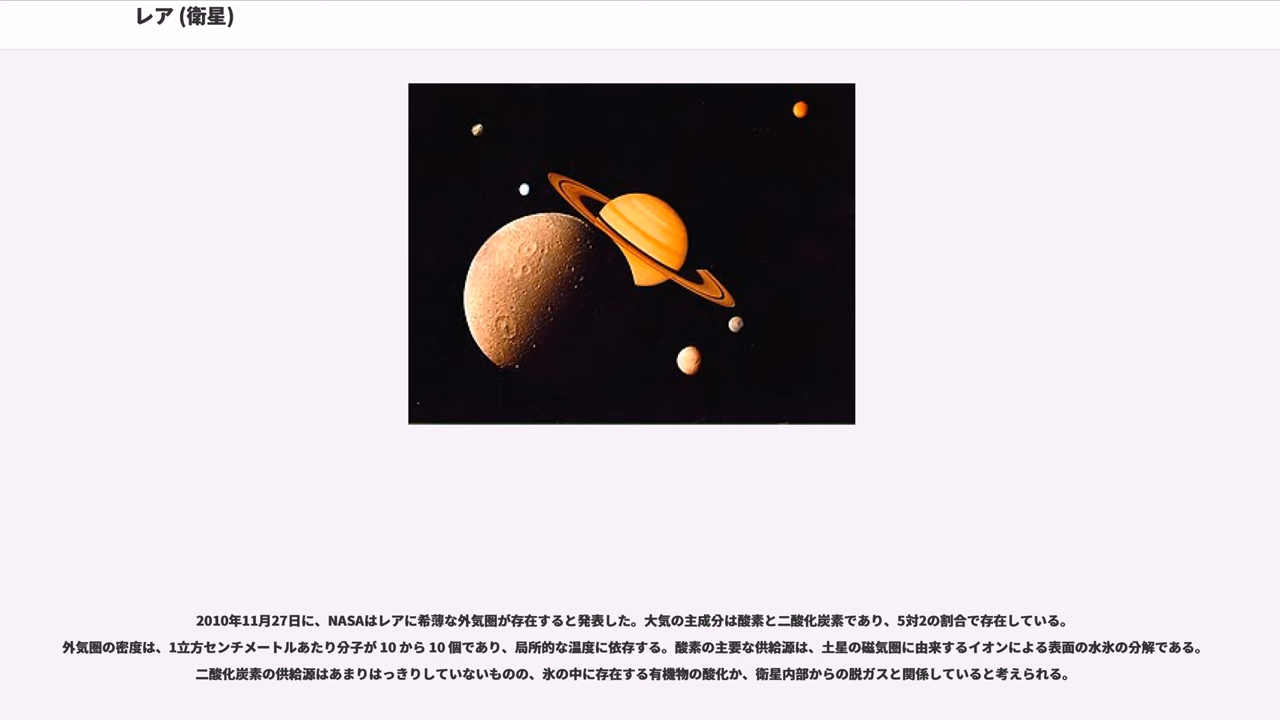 レア (衛星)
2010年11月27日に、NASAはレアに希薄な外気圏が存在すると発表した。大気の主成分は酸素と二酸化炭素であり、5対2の割合で存在している。
外気圏の密度は、1立方センチメートルあたり分子が 10 から 10 個であり、局所的な温度に依存する。酸素の主要な供給源は、土星の磁気圏に由来するイオンによる表面の水氷の分解である。
二酸化炭素の供給源はあまりはっきりしていないものの、氷の中に存在する有機物の酸化か、衛星内部からの脱ガスと関係していると考えられる。